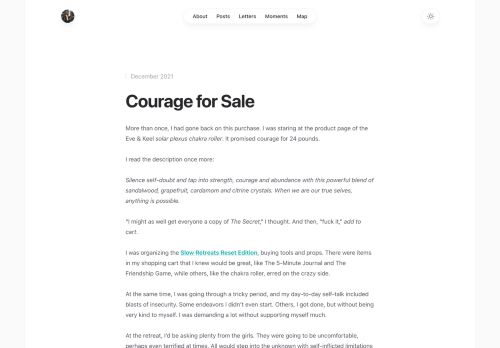 About Posts Letters Moments Map
December 2021
Courage for Sale
More than once, I had gone back on this purchase. I was staring at the product page of the
Eve & Keel solar plexus chakra roller. It promised courage for 24 pounds.
I read the description once more:
Silence self-doubt and tap into strength, courage and abundance with this powerful blend of
sandalwood, grapefruit, cardamom and citrine crystals. When we are our true selves,
anything is possible.
"I might as well get everyone a copy of The Secret," I thought. And then, "fuck it," add to
cart.
I was organizing the Slow Retreats Reset Edition, buying tools and props. There were items
in my shopping cart that I knew would be great, like The 5-Minute Journal and The
Friendship Game, while others, like the chakra roller, erred on the crazy side.
At the same time, I was going through a tricky period, and my day-to-day self-talk included
blasts of insecurity. Some endeavors I didn't even start. Others, I got done, but without being
very kind to myself. I was demanding a lot without supporting myself much.
At the retreat, I'd be asking plenty from the girls. They were going to be uncomfortable,
perhaps even terrified at times. All would step into the unknown with self-inflicted limitations